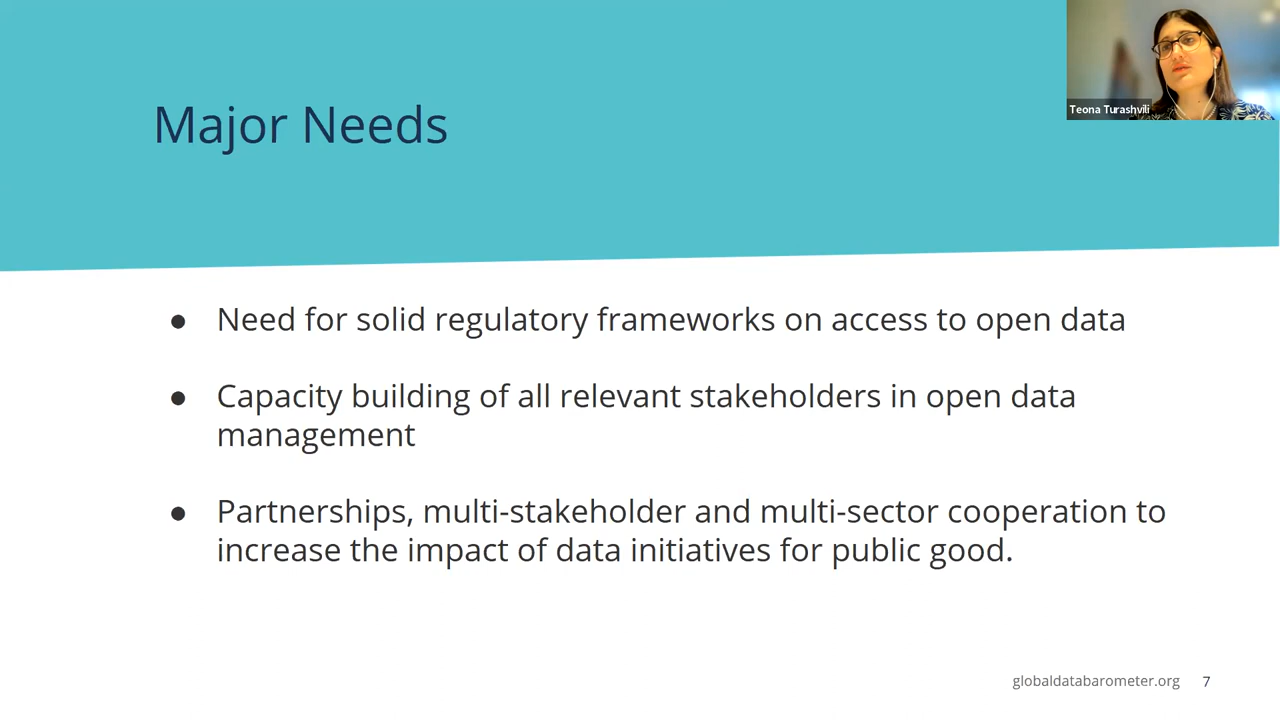 Teona Turashvili
Major Needs
● Need for solid regulatory frameworks on access to open data
● Capacity building of all relevant stakeholders in open data
management
● Partnerships, multi-stakeholder and multi-sector cooperation to
increase the impact of data initiatives for public good.
globaldatabarometer.org 7